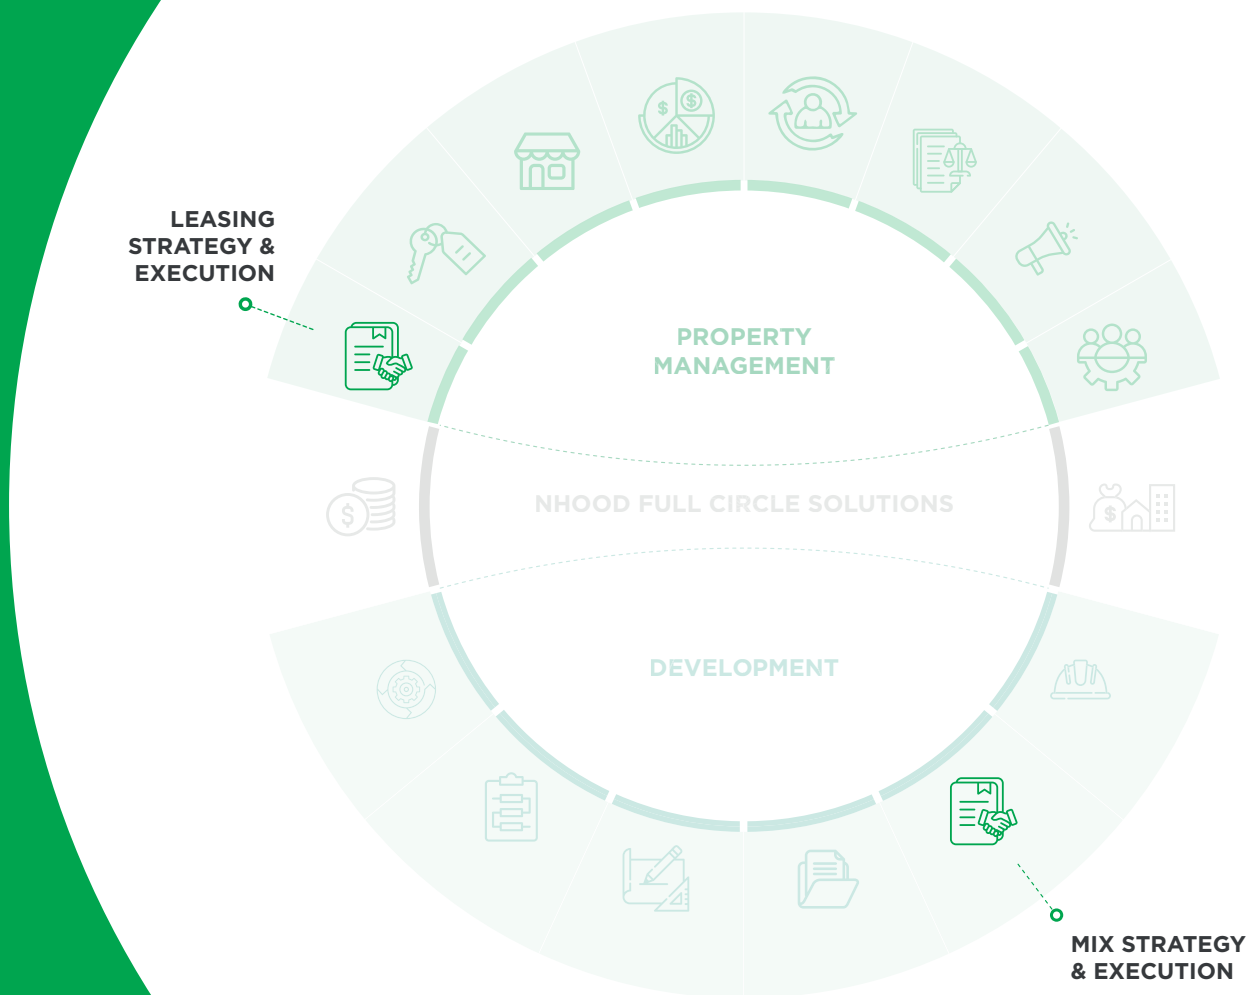 LEASING
STRATEGY &
EXECUTION
PROPERTY
MANAGEMENT
NHOOD FULL CIRCLE SOLUTIONS
DEVELOPMENT
MIX STRATEGY
& EXECUTION